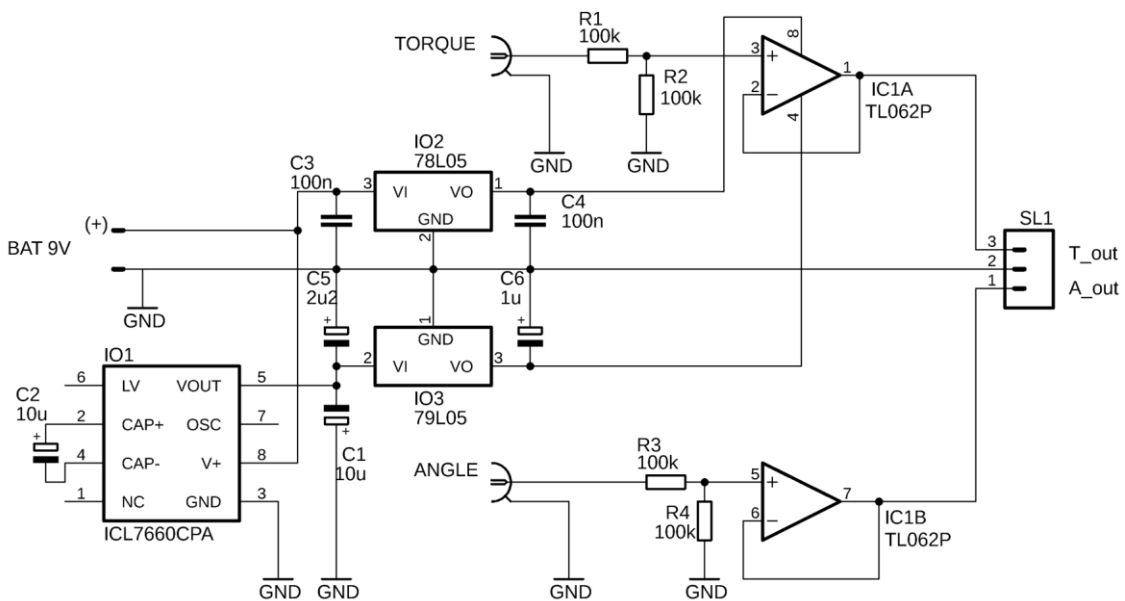 R1
100k
TORQUE
R2
100k
3
+
2
−
8
4
1
IC1A
TL062P
GND
GND
GND
IO2
78L05
C3
100n
3
VI
VO
1
GND
2
C4
100n
(+)
BAT 9V
GND
C5
2u2
+
C6
1u
+
1
GND
2
VI
VO
3
IO3
79L05
SL1
3
T_out
2
1
A_out
IO1
6
LV
VOUT
5
C2
10u
+
2
CAP+
OSC
7
4
CAP-
V+
8
1
NC
GND
3
ICL7660CPA
C1
10u
+
ANGLE
R3
100k
R4
100k
5
+
6
−
7
IC1B
TL062P
GND
GND
GND
GND